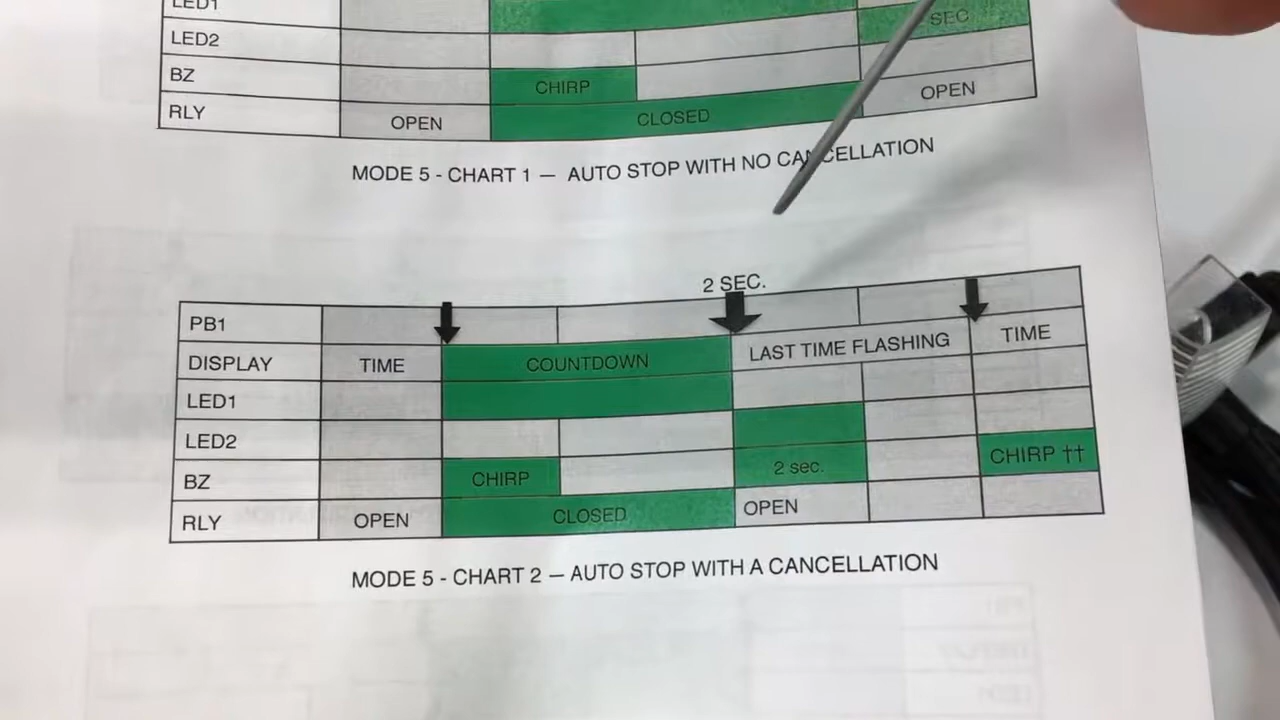 LED1
SEC
LED2
BZ CHIRP
RLY OPEN CLOSED OPEN
MODE 5 - CHART 1 — AUTO STOP WITH NO CANCELLATION
2 SEC.
PB1
DISPLAY TIME COUNTDOWN LAST TIME FLASHING TIME
LED1
LED2
BZ CHIRP 2 sec. CHIRP ††
RLY OPEN CLOSED OPEN
MODE 5 - CHART 2 — AUTO STOP WITH A CANCELLATION